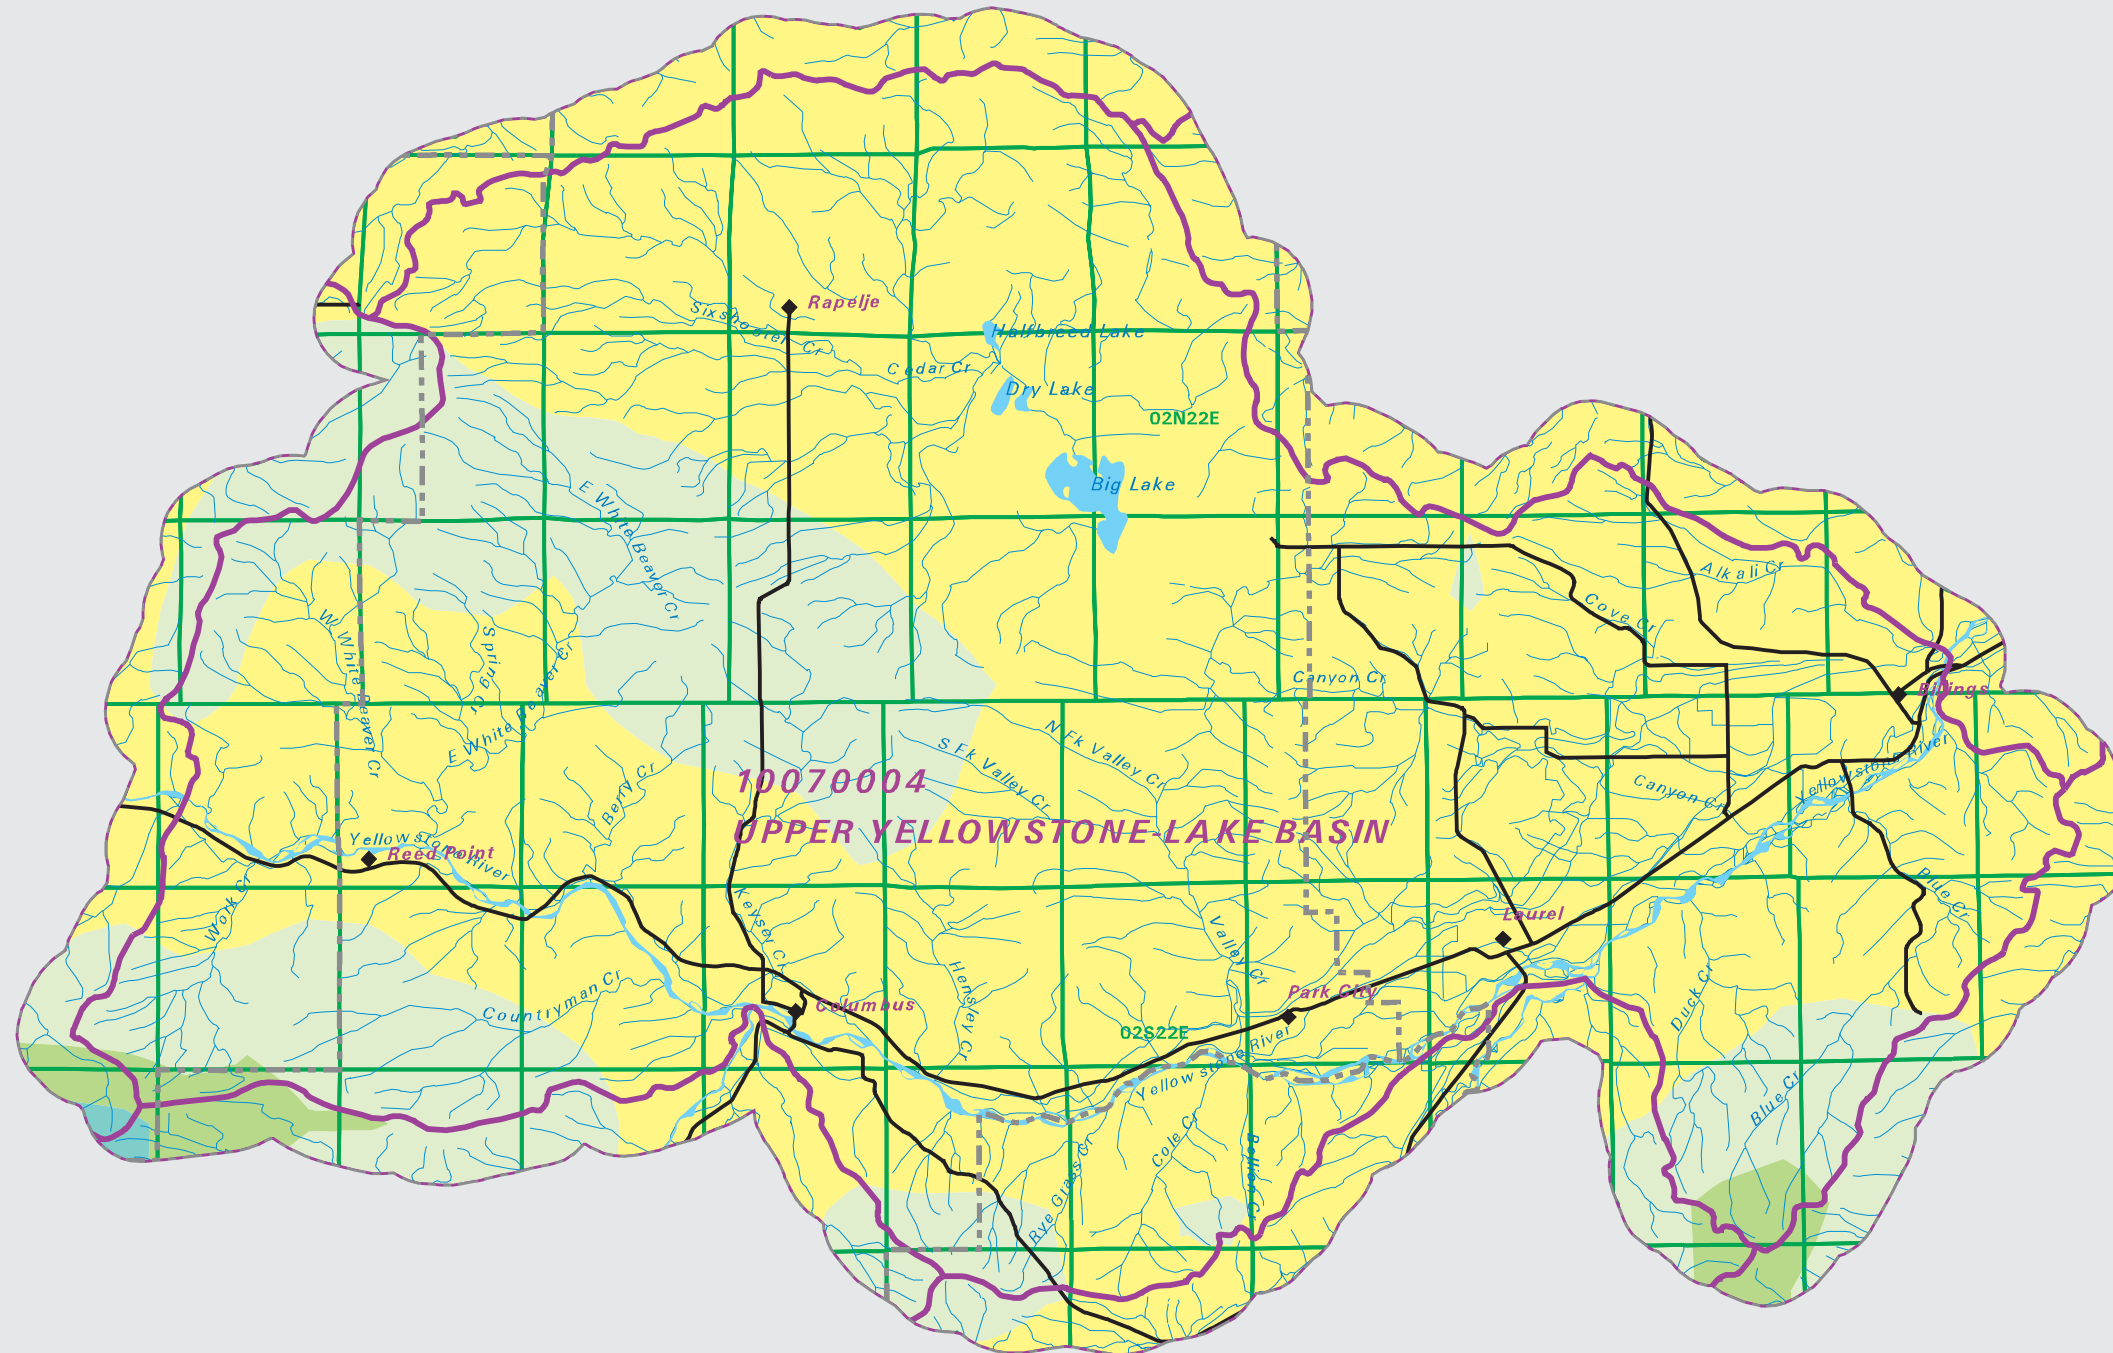 Rapelje
Sixshooter Cr
Halfbreed Lake
Cedar Cr
Dry Lake
02N22E
Big Lake
E White Beaver Cr
Alkali Cr
Cove Cr
W White Beaver Cr
Spring Cr
E White Beaver Cr
Canyon Cr
Billings
N Fk Valley Cr
S Fk Valley Cr
Yellowstone River
10070004
Berry Cr
Canyon Cr
UPPER YELLOWSTONE-LAKE BASIN
Yellowstone River
Reed Point
Work Cr
Keyser Cr
Blue Cr
Laurel
Valley Cr
Hensley Cr
Countryman Cr
Columbus
Park City
Duck Cr
02S22E
Yellowstone River
Blue Cr
Cole Cr
Rye Grass Cr